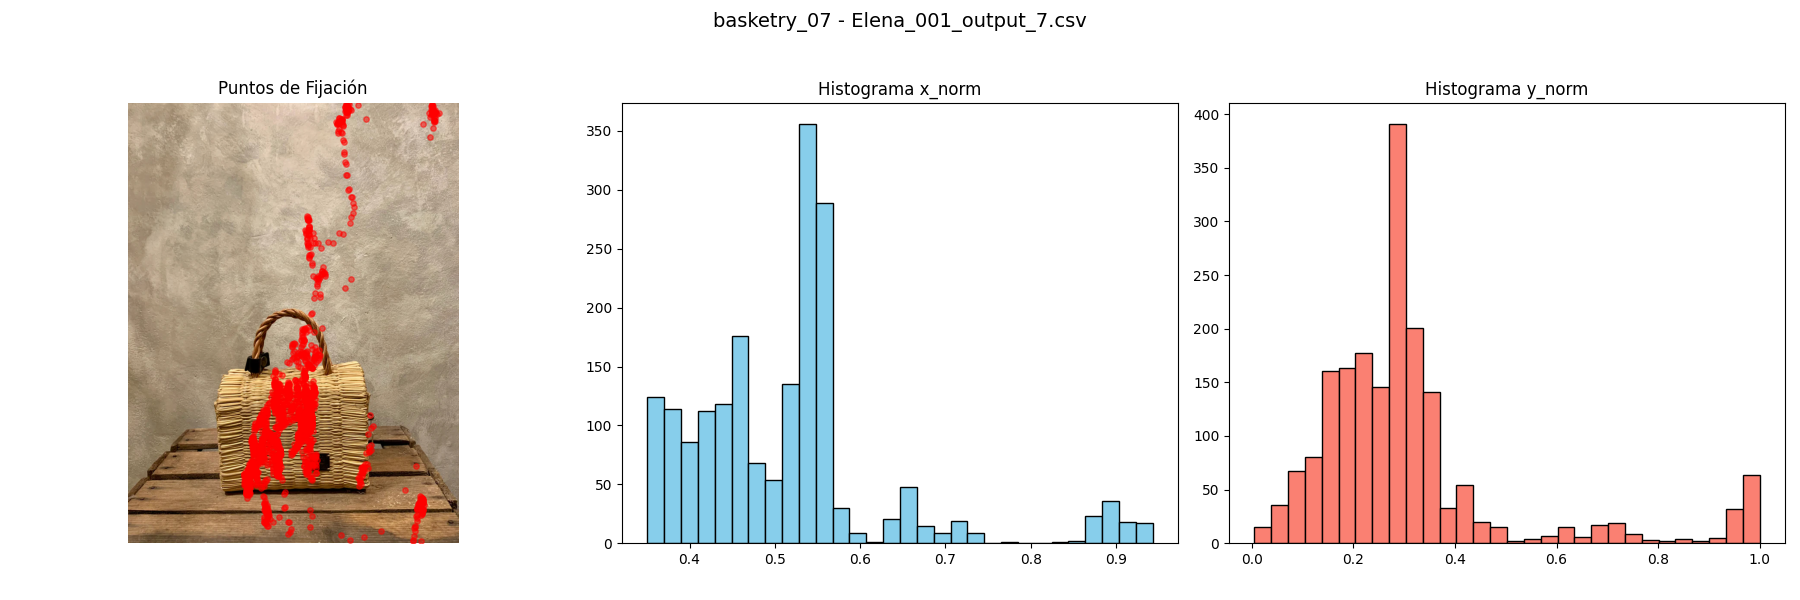 basketry_07 - Elena_001_output_7.csv
Puntos de Fijación
Histograma x_norm
350
300
250
200
150
100
50
0
0.4 0.5 0.6 0.7 0.8 0.9
Histograma y_norm
400
350
300
250
200
150
100
50
0
0.0 0.2 0.4 0.6 0.8 1.0